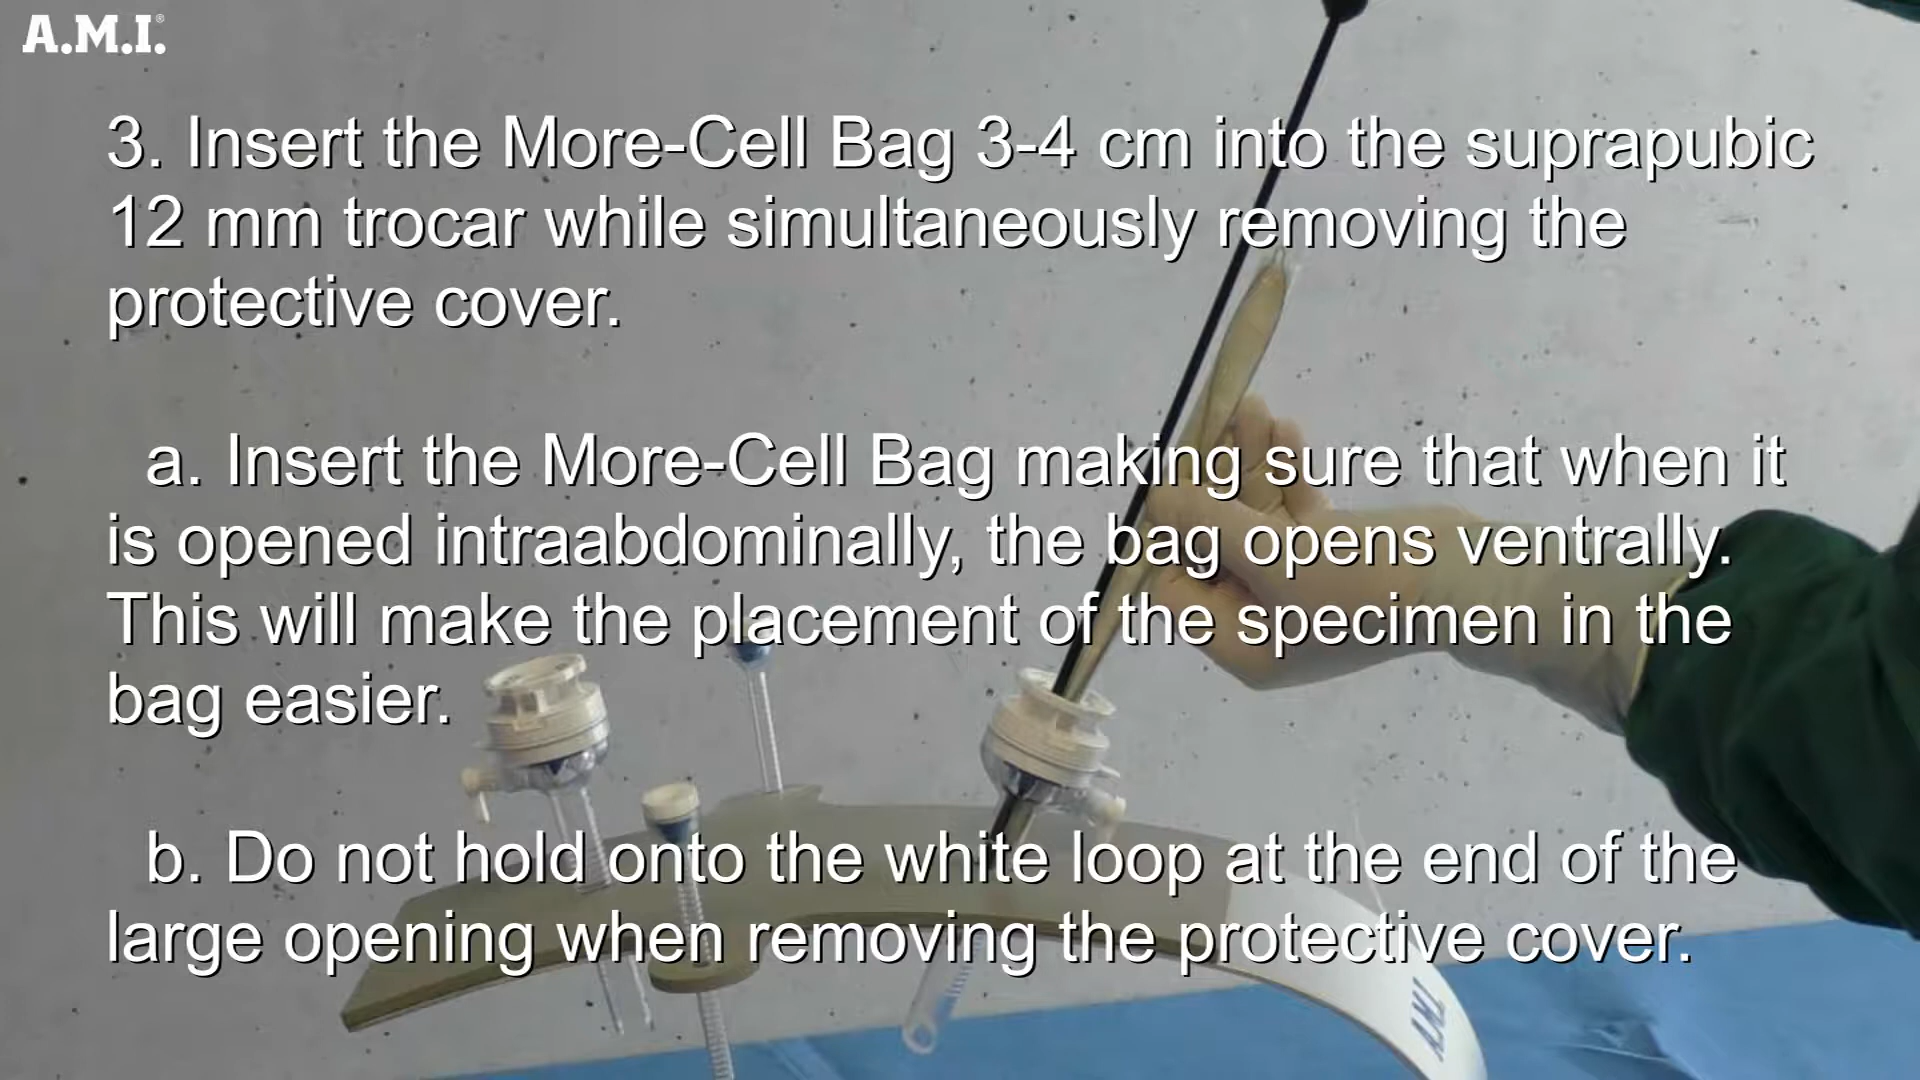 A.M.I.®
3. Insert the More-Cell Bag 3-4 cm into the suprapubic
12 mm trocar while simultaneously removing the
protective cover.
a. Insert the More-Cell Bag making sure that when it
is opened intraabdominally, the bag opens ventrally.
This will make the placement of the specimen in the
bag easier.
b. Do not hold onto the white loop at the end of the
large opening when removing the protective cover.
A.M.I.